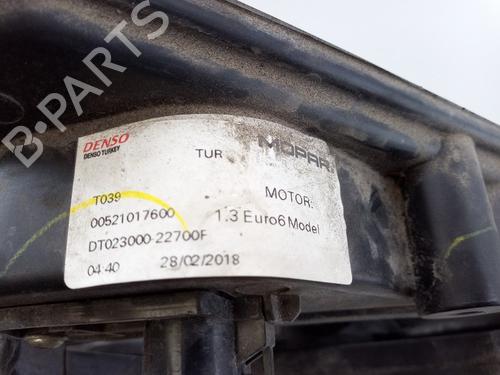 B-PARTS
DENSO
DENSO TURKEY
TUR
MOPAR
T039
MOTOR:
00521017600
1.3 Euro6 Model
DT023000-22700F
04:40 28/02/2018